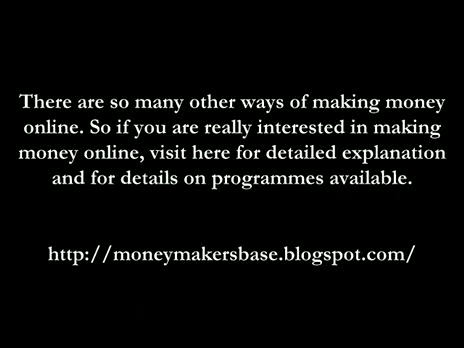 There are so many other ways of making money
online. So if you are really interested in making
money online, visit here for detailed explanation
and for details on programmes available.
http://moneymakersbase.blogspot.com/